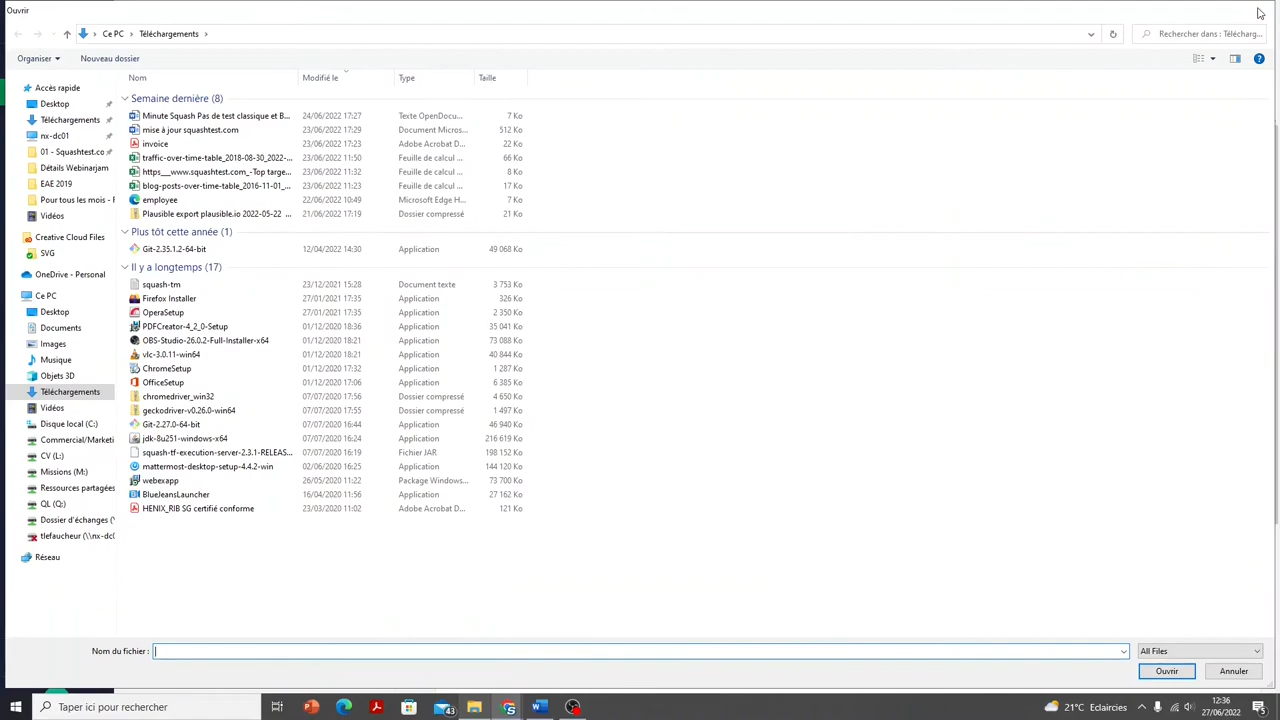 Ouvrir
Ce PC > Téléchargements >
Rechercher dans : Télécharg...
Organiser
Nouveau dossier
Nom Modifié le Type Taille
Accès rapide
Desktop
Téléchargements
nx-dc01
01 - Squashtest.co
Détails Webinarjam
EAE 2019
Pour tous les mois - F
Vidéos
Creative Cloud Files
SVG
OneDrive - Personal
Ce PC
Desktop
Documents
Images
Musique
Objets 3D
Téléchargements
Vidéos
Disque local (C:)
Commercial/Marketi
CV (L:)
Missions (M:)
Ressources partagées
QL (Q:)
Dossier d'échanges (\
tlefaucheur (\\nx-dc0
Réseau
Semaine dernière (8)
Minute Squash Pas de test classique et B... 24/06/2022 17:27 Texte OpenDocu... 7 Ko
mise à jour squashtest.com 23/06/2022 17:29 Document Micros... 512 Ko
invoice 23/06/2022 17:23 Adobe Acrobat D... 22 Ko
traffic-over-time-table_2018-08-30_2022-... 23/06/2022 11:50 Feuille de calcul ... 66 Ko
https__www.squashtest.com_-Top targe... 23/06/2022 11:32 Feuille de calcul ... 8 Ko
blog-posts-over-time-table_2016-11-01_... 23/06/2022 11:23 Feuille de calcul ... 17 Ko
employee 22/06/2022 10:49 Microsoft Edge H... 7 Ko
Plausible export plausible.io 2022-05-22 ... 21/06/2022 17:19 Dossier compressé 21 Ko
Plus tôt cette année (1)
Git-2.35.1.2-64-bit 12/04/2022 14:30 Application 49 068 Ko
Il y a longtemps (17)
squash-tm 23/12/2021 15:28 Document texte 3 753 Ko
Firefox Installer 27/01/2021 17:35 Application 326 Ko
OperaSetup 27/01/2021 17:35 Application 2 350 Ko
PDFCreator-4_2_0-Setup 01/12/2020 18:36 Application 35 041 Ko
OBS-Studio-26.0.2-Full-Installer-x64 01/12/2020 18:21 Application 73 088 Ko
vlc-3.0.11-win64 01/12/2020 18:21 Application 40 844 Ko
ChromeSetup 01/12/2020 17:32 Application 1 287 Ko
OfficeSetup 01/12/2020 17:06 Application 6 385 Ko
chromedriver_win32 07/07/2020 17:56 Dossier compressé 4 650 Ko
geckodriver-v0.26.0-win64 07/07/2020 17:55 Dossier compressé 1 497 Ko
Git-2.27.0-64-bit 07/07/2020 16:44 Application 46 940 Ko
jdk-8u251-windows-x64 07/07/2020 16:24 Application 216 619 Ko
squash-tf-execution-server-2.3.1-RELEAS... 07/07/2020 16:19 Fichier JAR 198 152 Ko
mattermost-desktop-setup-4.4.2-win 02/06/2020 16:25 Application 144 120 Ko
webexapp 26/05/2020 11:22 Package Windows... 73 700 Ko
BlueJeansLauncher 16/04/2020 11:56 Application 27 162 Ko
HENIX_RIB SG certifié conforme 23/03/2020 11:02 Adobe Acrobat D... 121 Ko
Nom du fichier :
All Files
Ouvrir
Annuler
Taper ici pour rechercher
43
21°C Eclaircies
12:36
27/06/2022